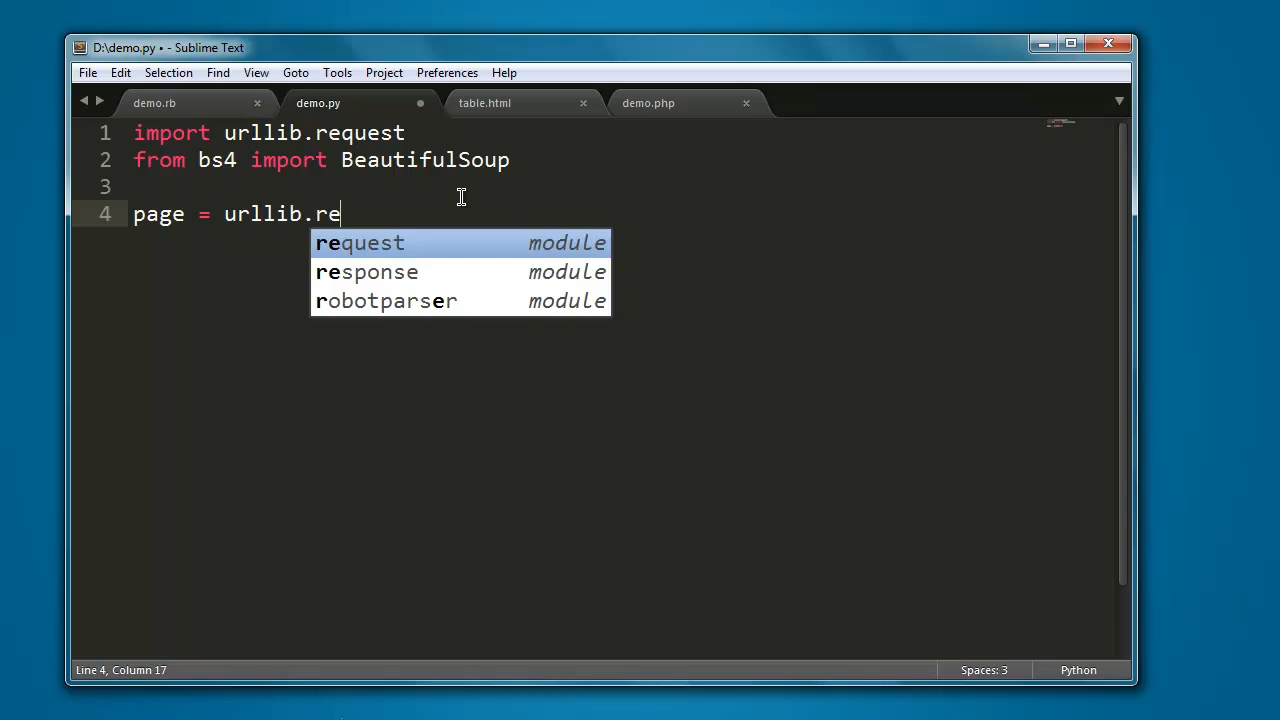 D:\demo.py • - Sublime Text
File Edit Selection Find View Goto Tools Project Preferences Help
demo.rb demo.py table.html demo.php
1 import urllib.request
2 from bs4 import BeautifulSoup
3
4 page = urllib.re
request module
response module
robotparser module
Line 4, Column 17 Spaces: 3 Python